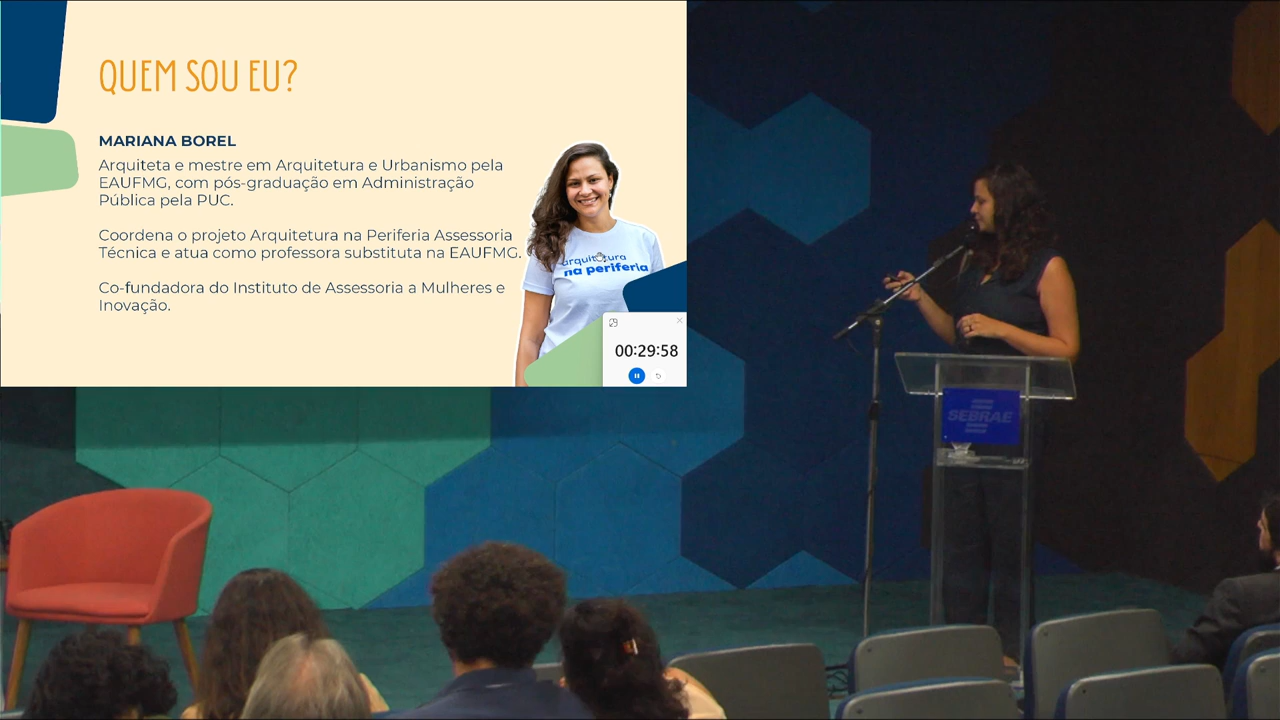 QUEM SOU EU?
MARIANA BOREL
Arquiteta e mestre em Arquitetura e Urbanismo pela
EAUFMG, com pós-graduação em Administração
Pública pela PUC.
Coordena o projeto Arquitetura na Periferia Assessoria
Técnica e atua como professora substituta na EAUFMG.
Co-fundadora do Instituto de Assessoria a Mulheres e
Inovação.
arquitetura
na periferia
00:29:58
SEBRAE